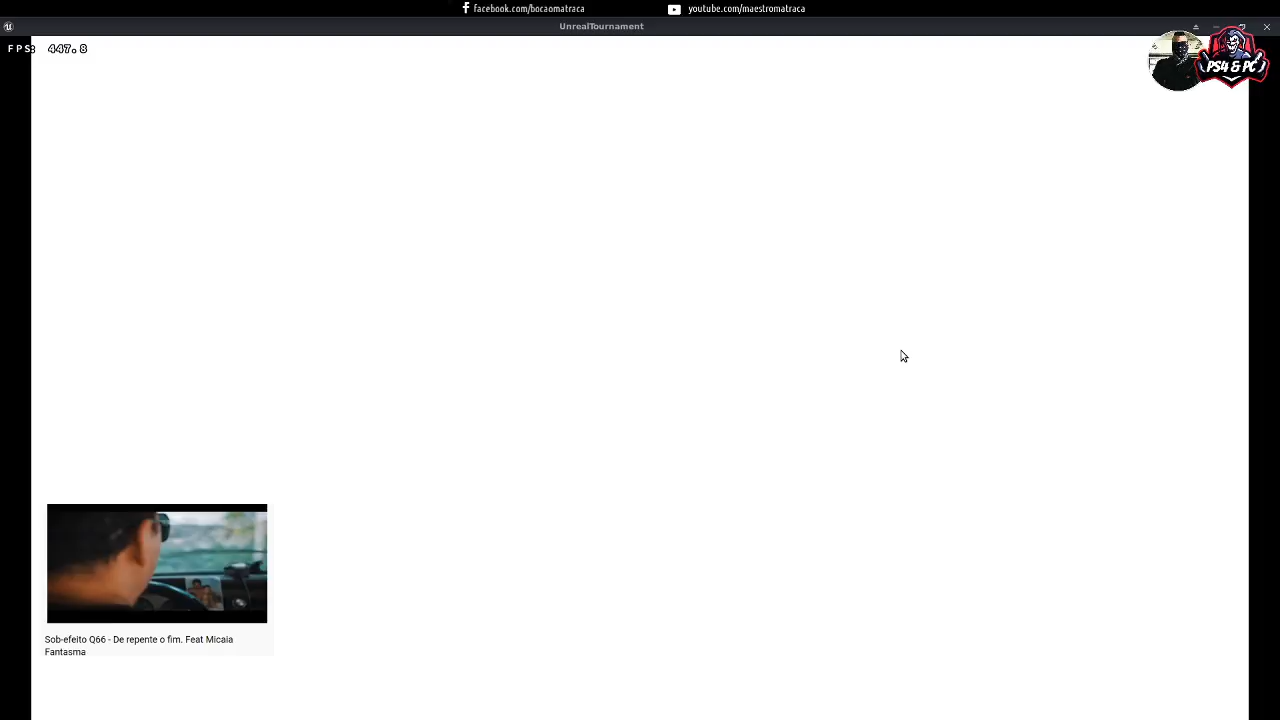 facebook.com/bocaomatraca
youtube.com/maestromatraca
UnrealTournament
FPS: 447.8
PS4 & PC
Sob-efeito Q66 - De repente o fim. Feat Micaia
Fantasma